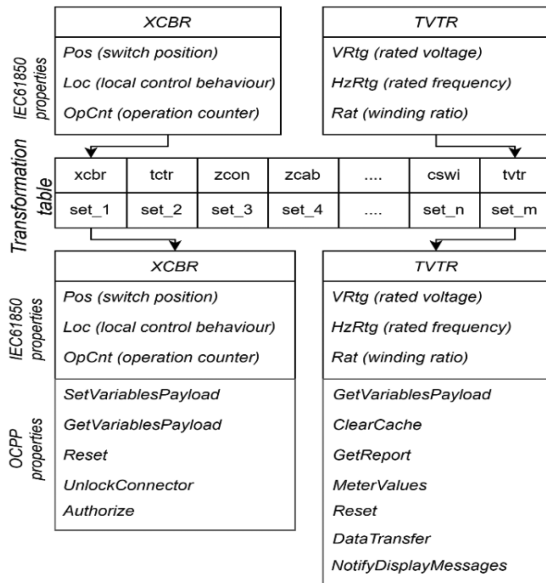 XCBR
Pos (switch position)
Loc (local control behaviour)
OpCnt (operation counter)
TVTR
VRtg (rated voltage)
HzRtg (rated frequency)
Rat (winding ratio)
IEC61850
properties
Transformation
table
xcbr tctr zcon zcab .... cswi tvtr
set_1 set_2 set_3 set_4 .... set_n set_m
XCBR
Pos (switch position)
Loc (local control behaviour)
OpCnt (operation counter)
TVTR
VRtg (rated voltage)
HzRtg (rated frequency)
Rat (winding ratio)
IEC61850
properties
SetVariablesPayload
GetVariablesPayload
Reset
UnlockConnector
Authorize
GetVariablesPayload
ClearCache
GetReport
MeterValues
Reset
DataTransfer
NotifyDisplayMessages
OCPP
properties